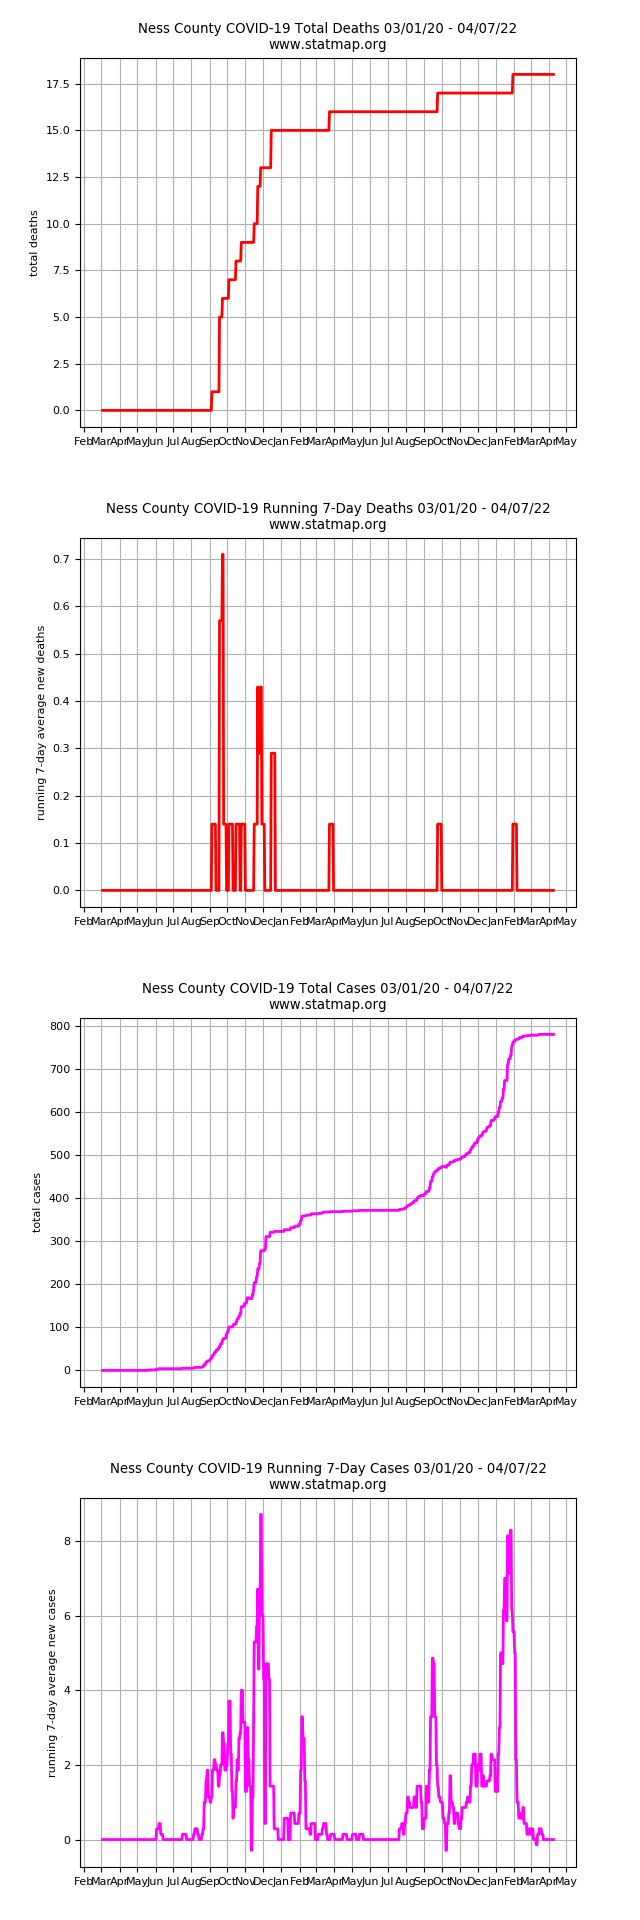 Ness County COVID-19 Total Deaths 03/01/20 - 04/07/22
www.statmap.org
17.5
15.0
12.5
10.0
7.5
5.0
2.5
0.0
total deaths
Feb Mar Apr May Jun Jul Aug Sep Oct Nov Dec Jan Feb Mar Apr May Jun Jul Aug Sep Oct Nov Dec Jan Feb Mar Apr May
Ness County COVID-19 Running 7-Day Deaths 03/01/20 - 04/07/22
www.statmap.org
0.7
0.6
0.5
0.4
0.3
0.2
0.1
0.0
running 7-day average new deaths
Feb Mar Apr May Jun Jul Aug Sep Oct Nov Dec Jan Feb Mar Apr May Jun Jul Aug Sep Oct Nov Dec Jan Feb Mar Apr May
Ness County COVID-19 Total Cases 03/01/20 - 04/07/22
www.statmap.org
800
700
600
500
400
300
200
100
0
total cases
Feb Mar Apr May Jun Jul Aug Sep Oct Nov Dec Jan Feb Mar Apr May Jun Jul Aug Sep Oct Nov Dec Jan Feb Mar Apr May
Ness County COVID-19 Running 7-Day Cases 03/01/20 - 04/07/22
www.statmap.org
8
6
4
2
0
running 7-day average new cases
Feb Mar Apr May Jun Jul Aug Sep Oct Nov Dec Jan Feb Mar Apr May Jun Jul Aug Sep Oct Nov Dec Jan Feb Mar Apr May